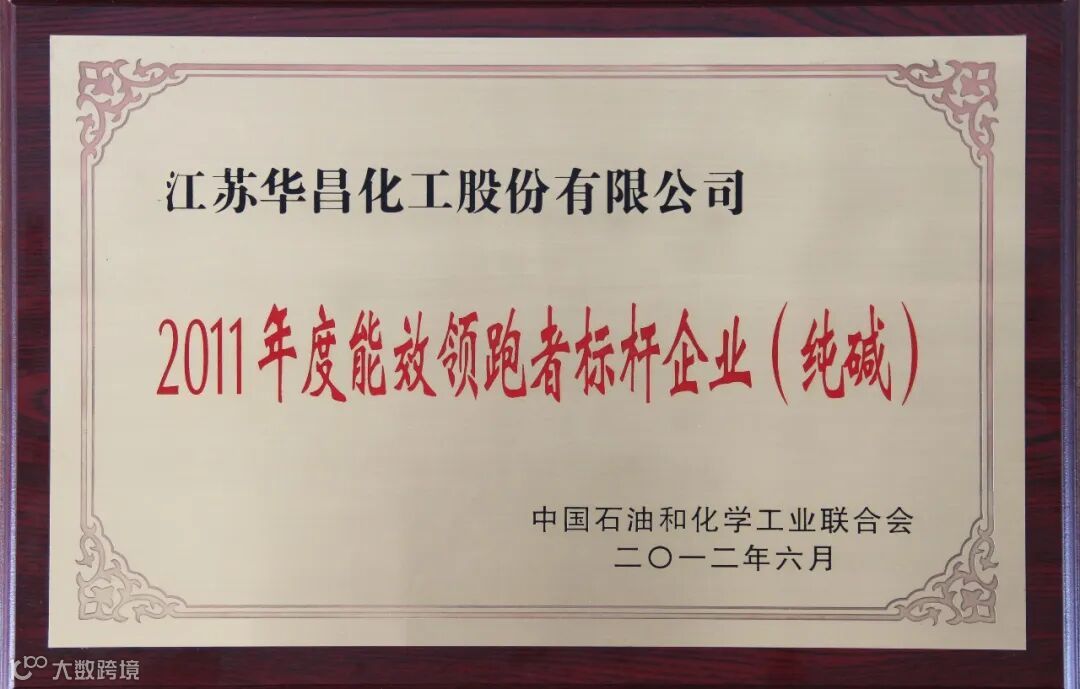 江苏华昌化工股份有限公司
2011年度能效领跑者标杆企业（纯碱）
中国石油和化学工业联合会
二〇一二年六月
大数跨境